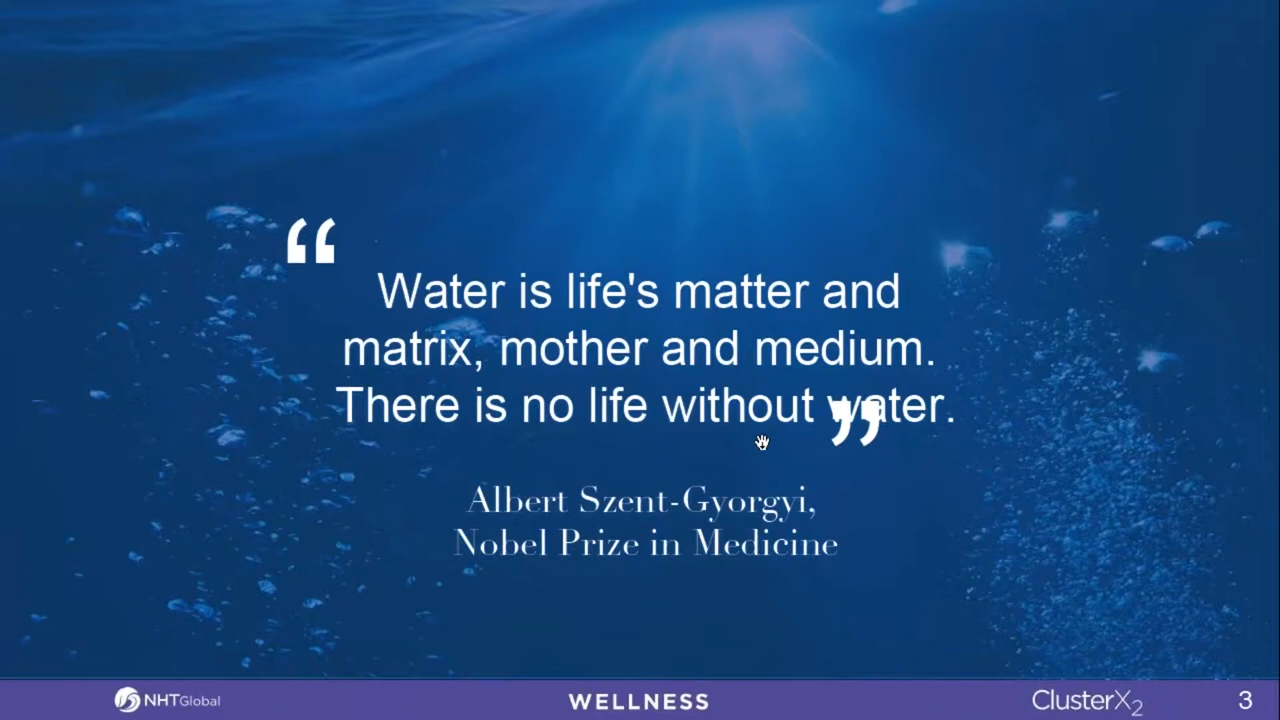 “
Water is life's matter and
matrix, mother and medium.
There is no life without water.
”
Albert Szent-Gyorgyi,
Nobel Prize in Medicine
NHTGlobal
WELLNESS
ClusterX2
3